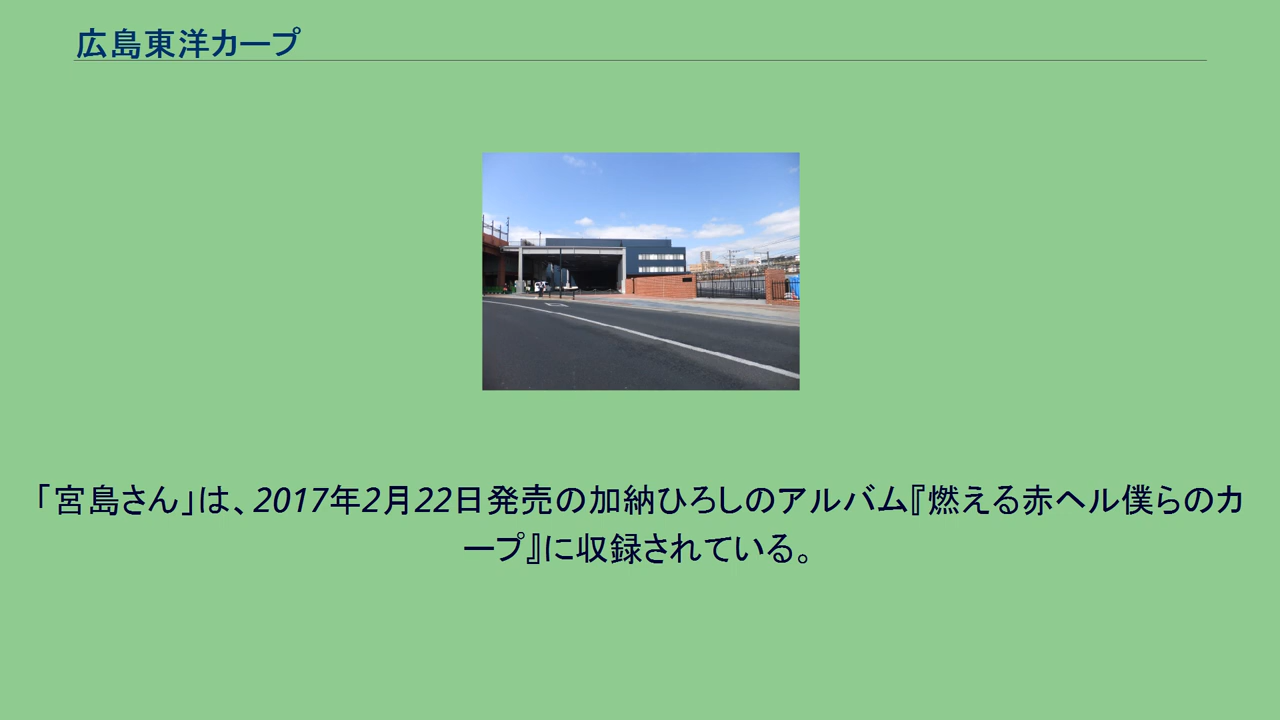 広島東洋カープ
「宮島さん」は、2017年2月22日発売の加納ひろしのアルバム『燃える赤ヘル僕らのカ
ープ』に収録されている。